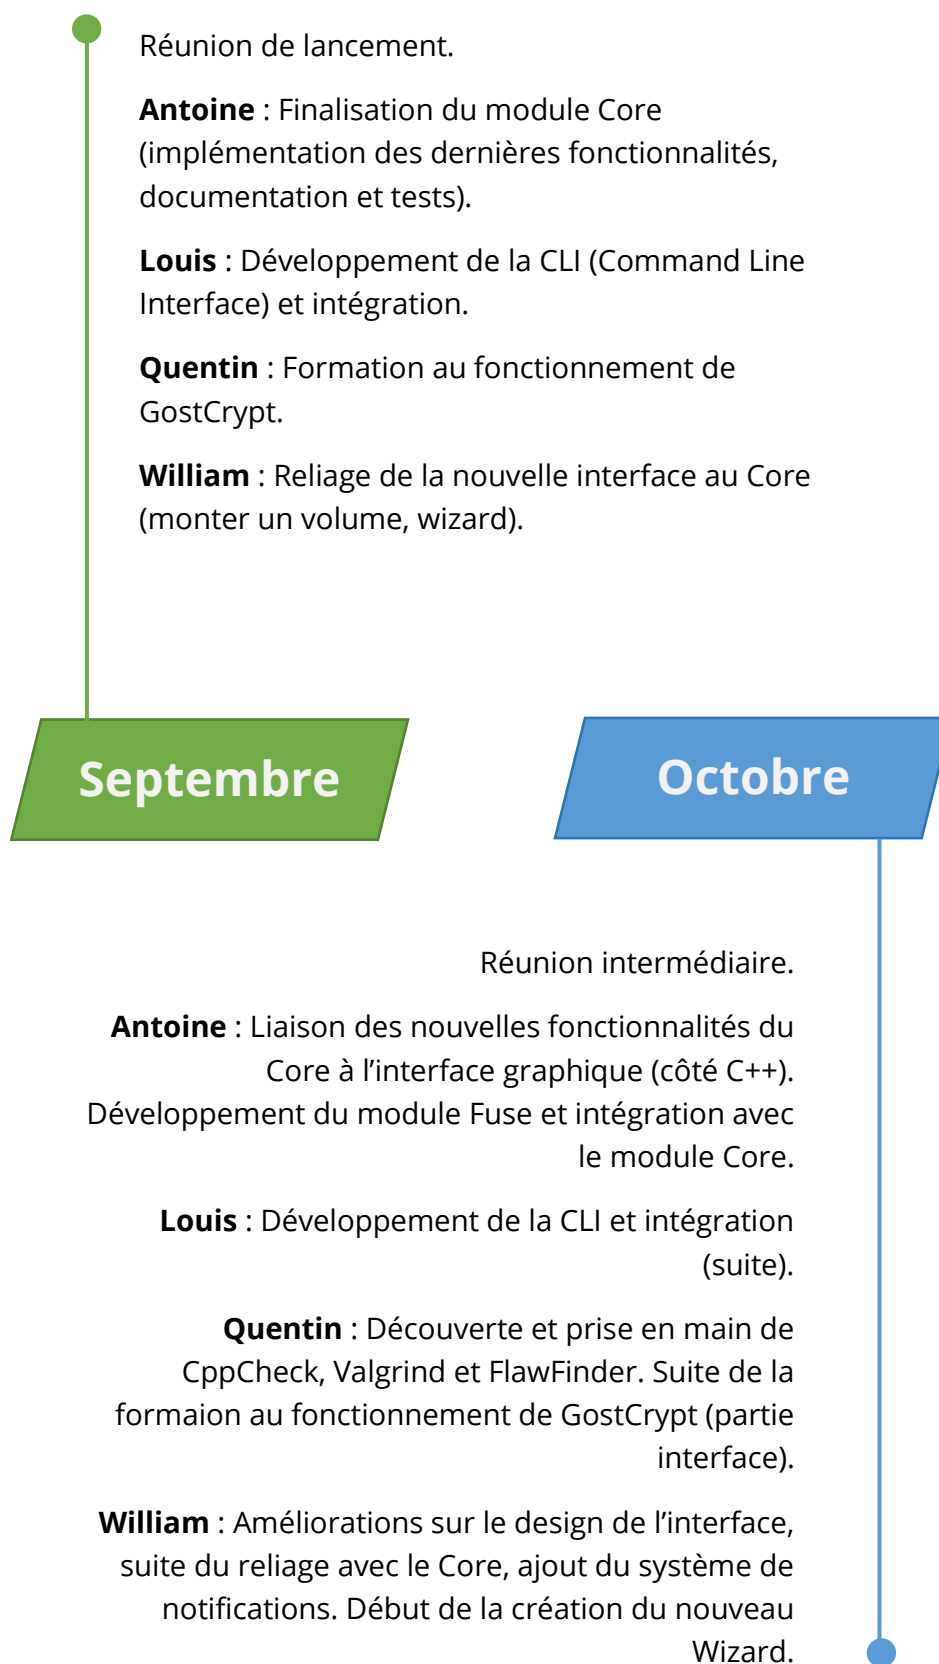 Réunion de lancement.
Antoine : Finalisation du module Core
(implémentation des dernières fonctionnalités,
documentation et tests).
Louis : Développement de la CLI (Command Line
Interface) et intégration.
Quentin : Formation au fonctionnement de
GostCrypt.
William : Reliage de la nouvelle interface au Core
(monter un volume, wizard).
Septembre
Octobre
Réunion intermédiaire.
Antoine : Liaison des nouvelles fonctionnalités du
Core à l’interface graphique (côté C++).
Développement du module Fuse et intégration avec
le module Core.
Louis : Développement de la CLI et intégration
(suite).
Quentin : Découverte et prise en main de
CppCheck, Valgrind et FlawFinder. Suite de la
formaion au fonctionnement de GostCrypt (partie
interface).
William : Améliorations sur le design de l’interface,
suite du reliage avec le Core, ajout du système de
notifications. Début de la création du nouveau
Wizard.